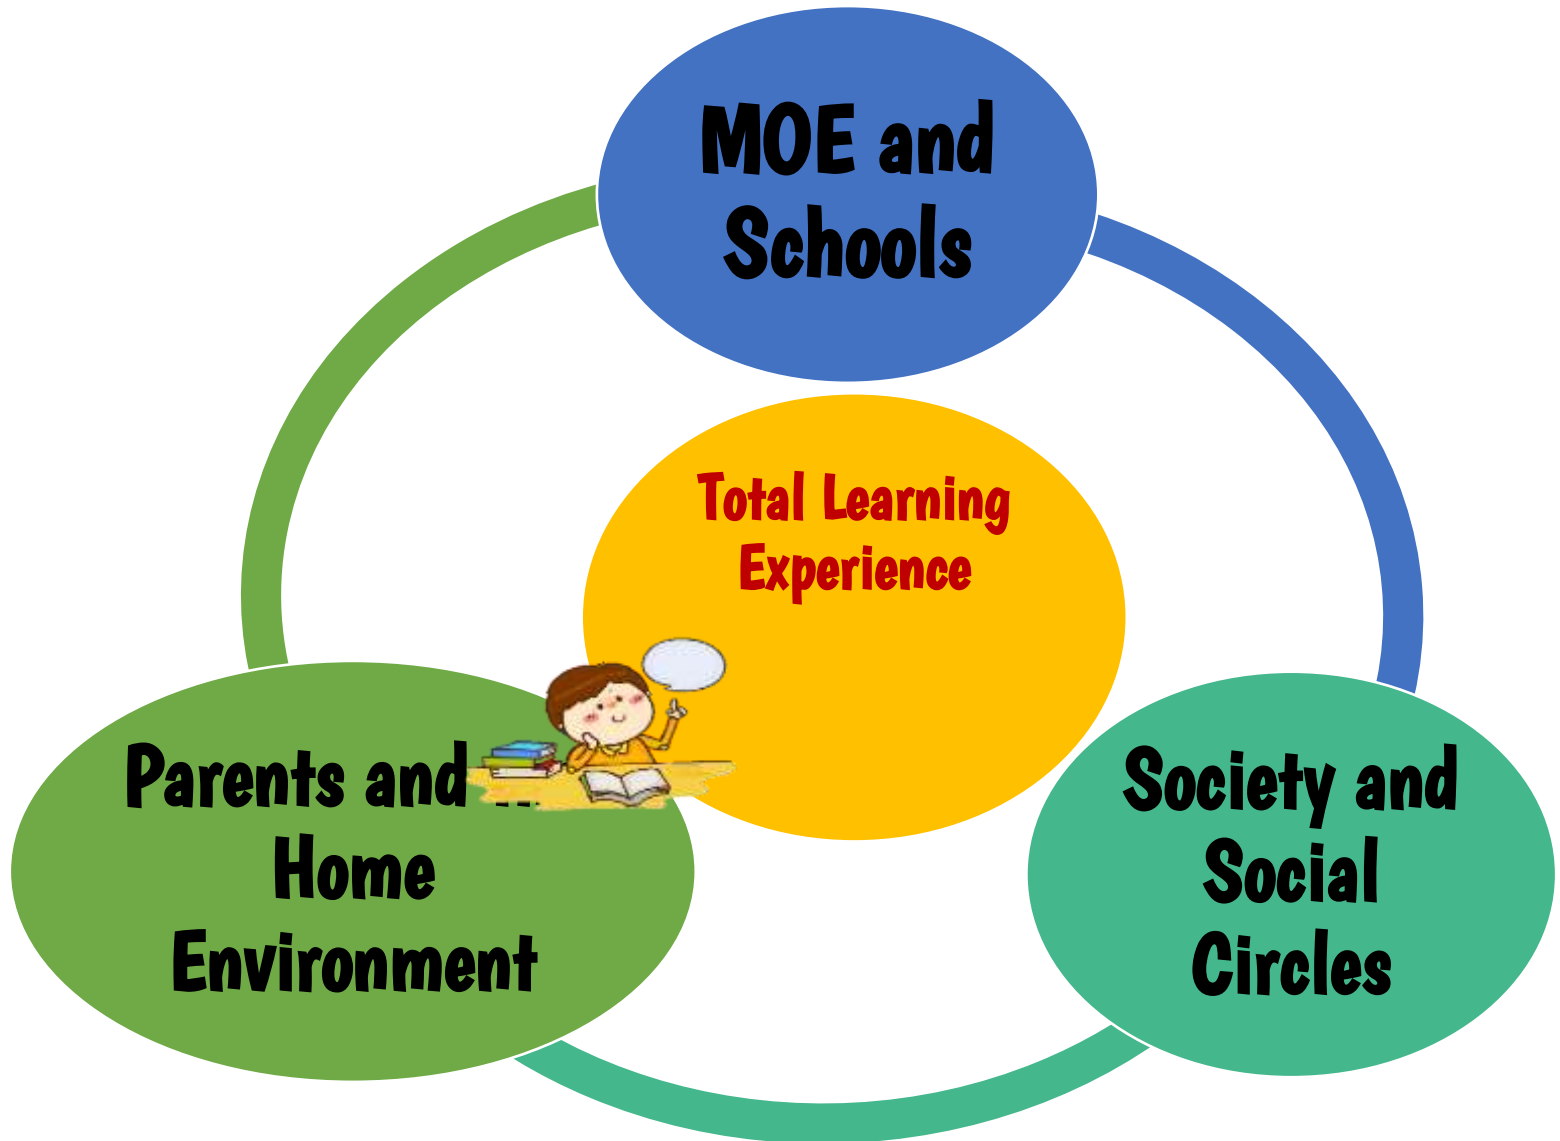 MOE and
Schools
Total Learning
Experience
Parents and
Home
Environment
Society and
Social
Circles